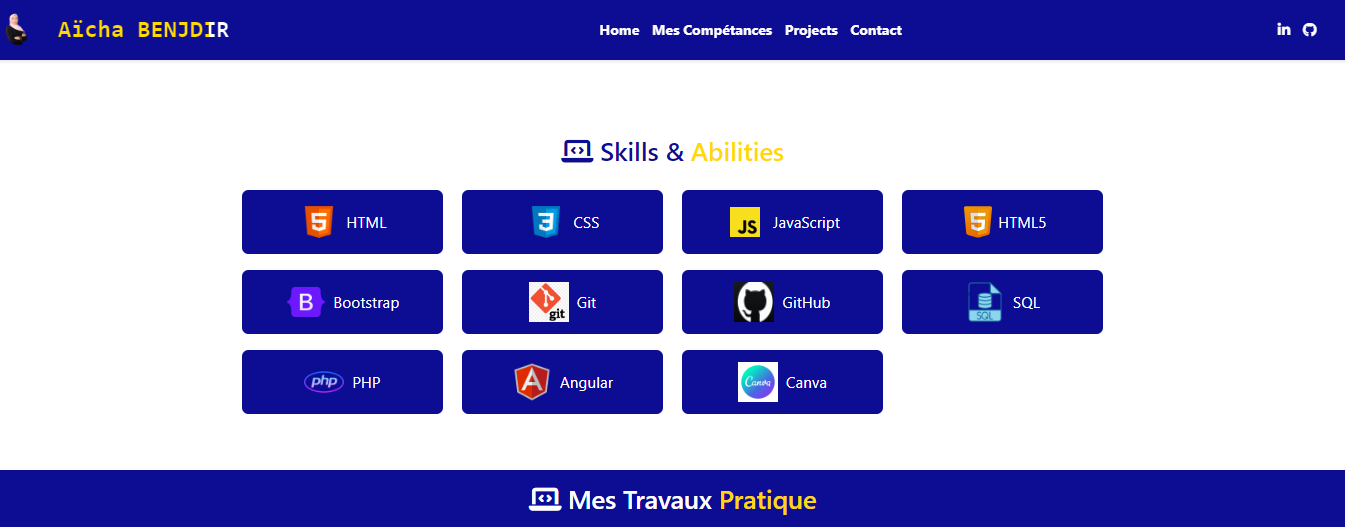 Aïcha BENJDIR Home Mes Compétances Projects Contact in
Skills & Abilities
5 HTML 3 CSS JS JavaScript 5 HTML5
B Bootstrap git Git GitHub SQL SQL
php PHP A Angular Canva Canva
Mes Travaux Pratique